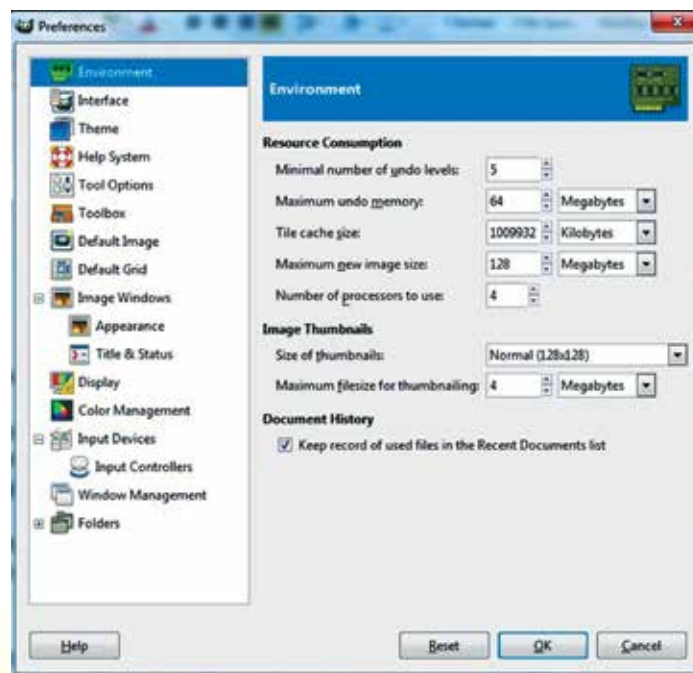 Preferences
Environment
Interface
Theme
Help System
Tool Options
Toolbox
Default Image
Default Grid
Image Windows
Appearance
Title & Status
Display
Color Management
Input Devices
Input Controllers
Window Management
Folders
Environment
Resource Consumption
Minimal number of undo levels: 5
Maximum undo memory: 64 Megabytes
Tile cache size: 1009932 Kilobytes
Maximum new image size: 128 Megabytes
Number of processors to use: 4
Image Thumbnails
Size of thumbnails: Normal (128x128)
Maximum filesize for thumbnailing: 4 Megabytes
Document History
Keep record of used files in the Recent Documents list
Help Reset OK Cancel